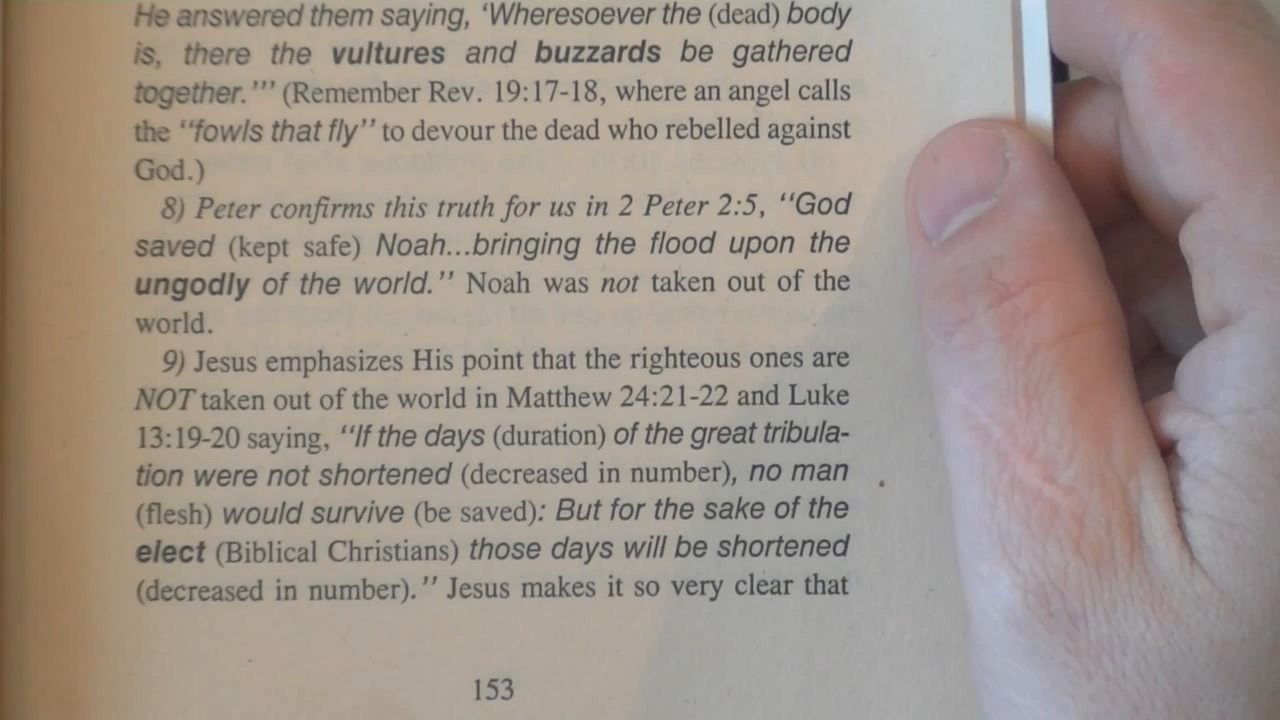 He answered them saying, ‘Wheresoever the (dead) body
is, there the vultures and buzzards be gathered
together.’’’ (Remember Rev. 19:17-18, where an angel calls
the ‘‘fowls that fly’’ to devour the dead who rebelled against
God.)
8) Peter confirms this truth for us in 2 Peter 2:5, ‘‘God
saved (kept safe) Noah...bringing the flood upon the
ungodly of the world.’’ Noah was not taken out of the
world.
9) Jesus emphasizes His point that the righteous ones are
NOT taken out of the world in Matthew 24:21-22 and Luke
13:19-20 saying, ‘‘If the days (duration) of the great tribula-
tion were not shortened (decreased in number), no man
(flesh) would survive (be saved): But for the sake of the
elect (Biblical Christians) those days will be shortened
(decreased in number).’’ Jesus makes it so very clear that
153